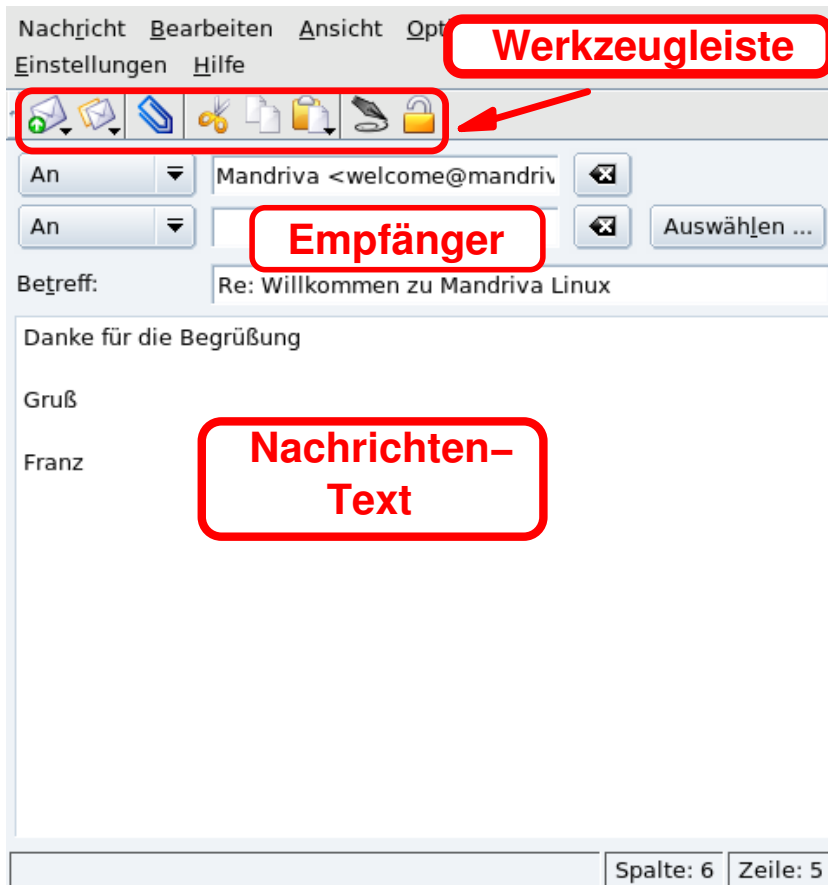 Nachricht Bearbeiten Ansicht
Werkzeugleiste
Einstellungen Hilfe
An Mandriva <welcome@mandriv
An Empfänger Auswählen ...
Betreff: Re: Willkommen zu Mandriva Linux
Danke für die Begrüßung
Gruß
Franz
Nachrichten–
Text
Spalte: 6 Zeile: 5